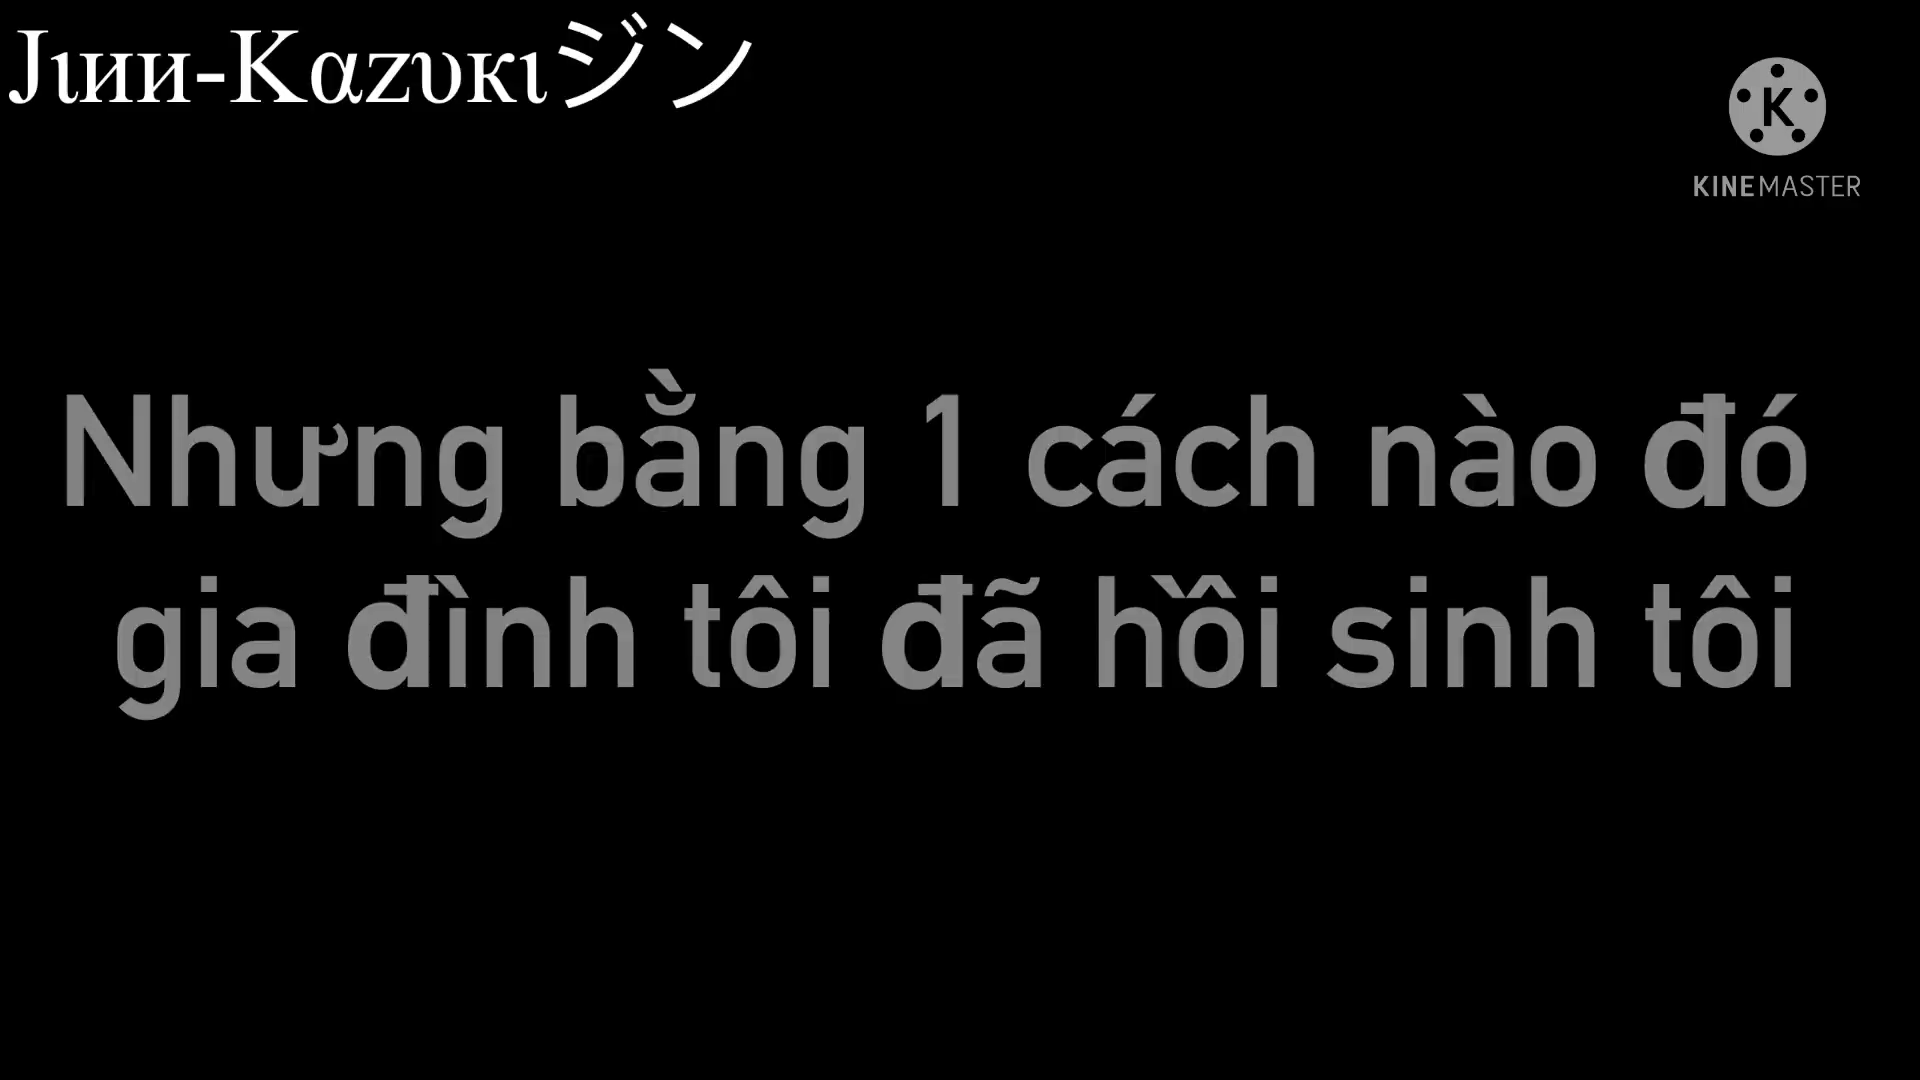 Jιии-Kαzυкιジン
K
KINEMASTER
Nhưng bằng 1 cách nào đó
gia đình tôi đã hồi sinh tôi